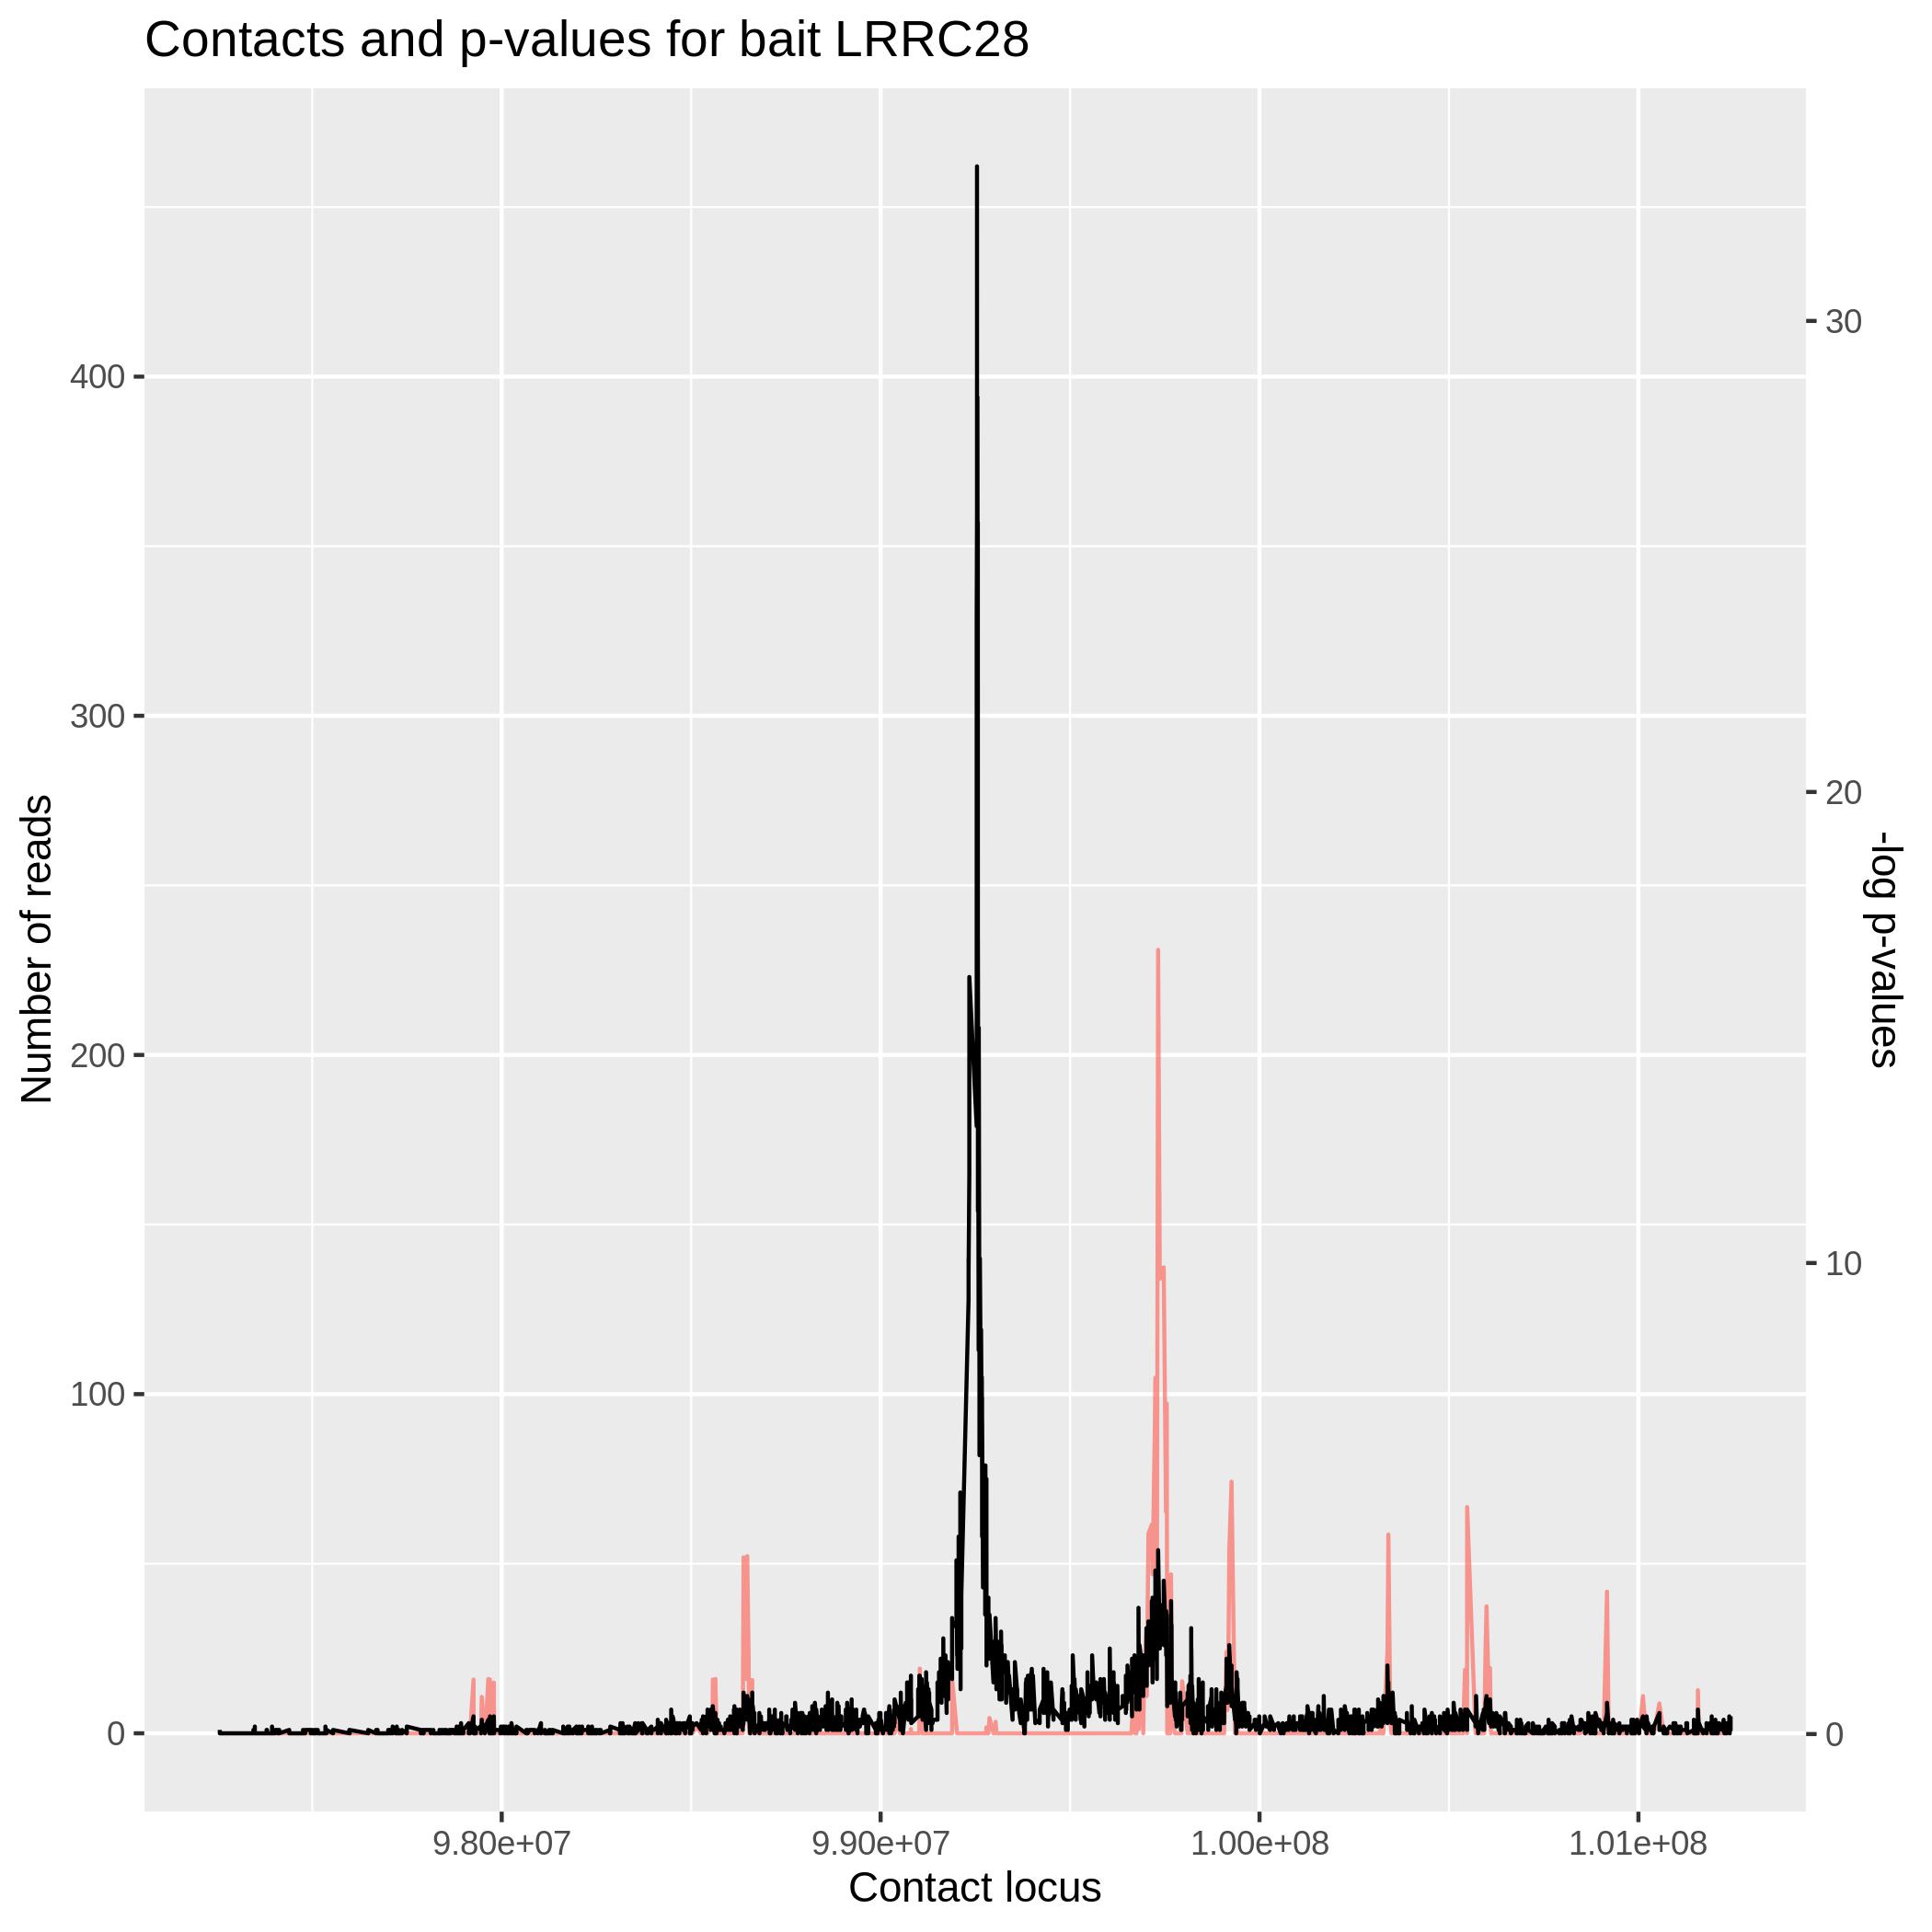 Contacts and p-values for bait LRRC28
Number of reads
400
300
200
100
0
30
20
10
0
-log p-values
9.80e+07 9.90e+07 1.00e+08 1.01e+08
Contact locus